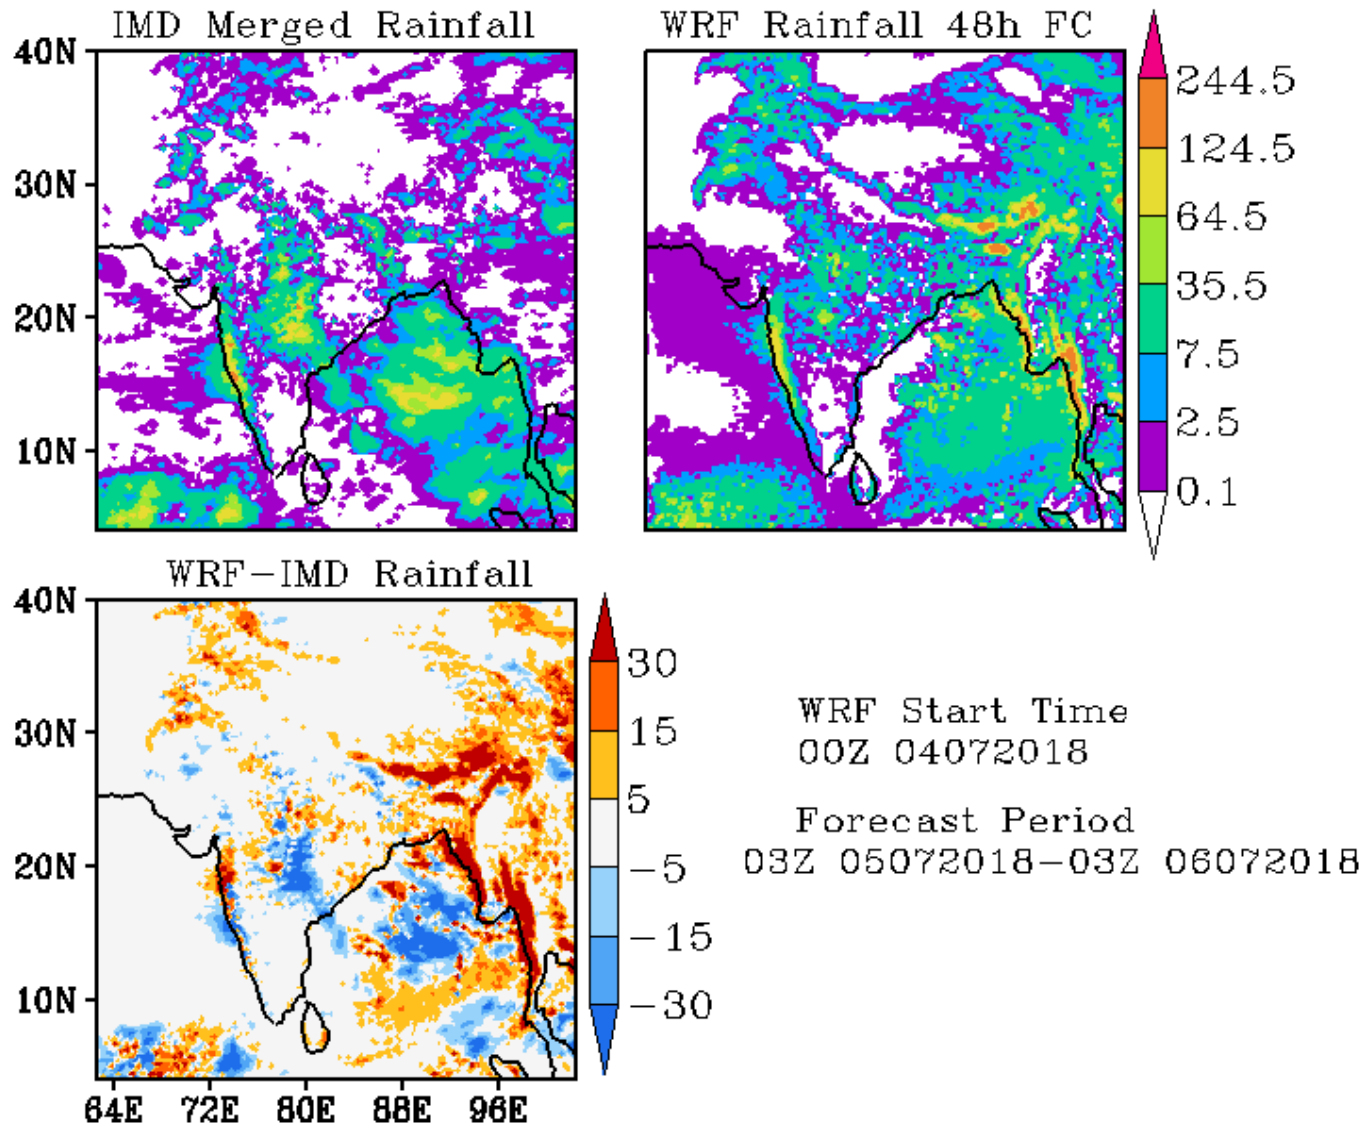 IMD Merged Rainfall
WRF Rainfall 48h FC
40N
30N
20N
10N
244.5
124.5
64.5
35.5
7.5
2.5
0.1
WRF-IMD Rainfall
40N
30N
20N
10N
64E 72E 80E 88E 96E
30
15
5
-5
-15
-30
WRF Start Time
00Z 04072018
Forecast Period
03Z 05072018-03Z 06072018